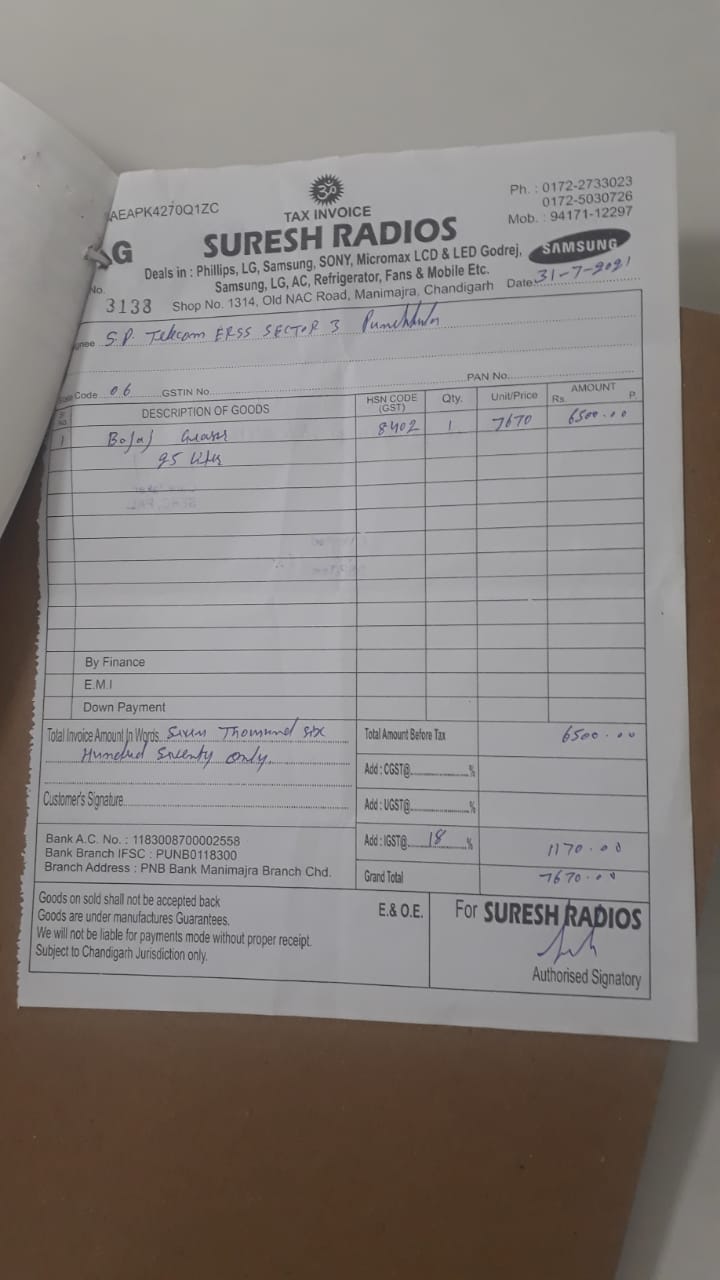 AEAPK4270Q1ZC
TAX INVOICE
Ph. : 0172-2733023
0172-5030726
Mob. : 94171-12297
G
SURESH RADIOS
SAMSUNG
Deals in : Phillips, LG, Samsung, SONY, Micromax LCD & LED Godrej,
Samsung, LG, AC, Refrigerator, Fans & Mobile Etc.
No. 3138
Shop No. 1314, Old NAC Road, Manimajra, Chandigarh
Date: 31-7-2021
gnee S.P. Telecom ERSS SECTOR 3
PAN No.
Code 06 GSTIN No.
No. DESCRIPTION OF GOODS HSN CODE (GST) Qty. Unit/Price AMOUNT Rs. P.
1 Bajaj 8402 1 7670 6500.00
25 Liter
By Finance
E.M.I
Down Payment
Total Invoice Amount In Words Seven Thousand six
Hundred Seventy only.
Total Amount Before Tax 6500.00
Add : CGST@ %
Customer's Signature
Add : UGST@ %
Add : IGST@ 18 % 1170.00
Grand Total 7670.00
Bank A.C. No. : 1183008700002558
Bank Branch IFSC : PUNB0118300
Branch Address : PNB Bank Manimajra Branch Chd.
Goods on sold shall not be accepted back
Goods are under manufactures Guarantees.
We will not be liable for payments mode without proper receipt.
Subject to Chandigarh Jurisdiction only.
E.& O.E.
For SURESH RADIOS
Authorised Signatory